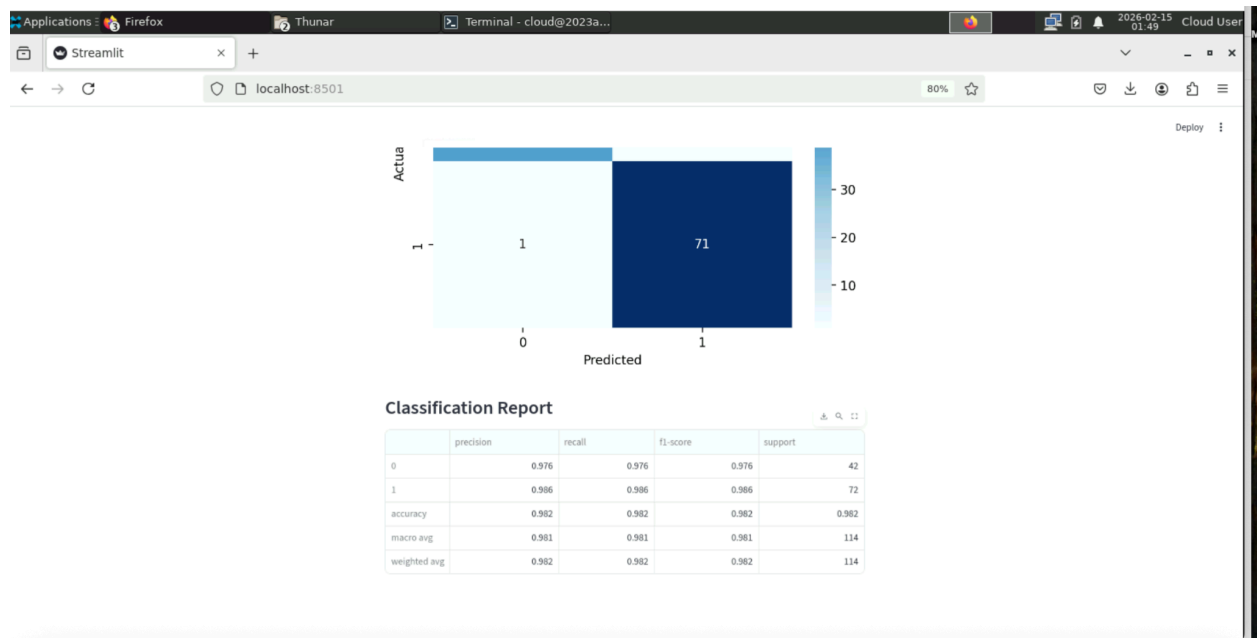 Applications Firefox Thunar Terminal - cloud@2023a... 2026-02-15 Cloud User
3 2 01:49
Streamlit
localhost:8501 80%
Deploy
Actua
30
1 1 71 20
10
0 1
Predicted
Classification Report
precision recall f1-score support
0 0.976 0.976 0.976 42
1 0.986 0.986 0.986 72
accuracy 0.982 0.982 0.982 0.982
macro avg 0.981 0.981 0.981 114
weighted avg 0.982 0.982 0.982 114